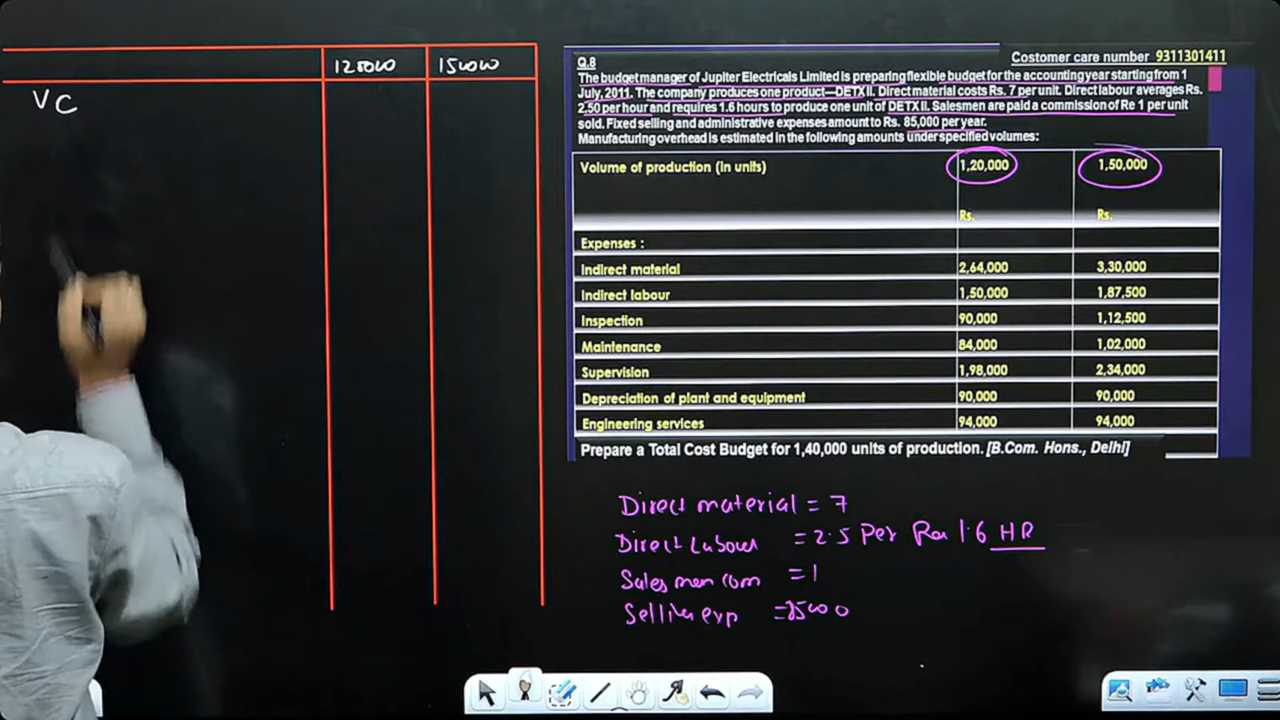 120000 150000
VC
Costomer care number 9311301411
Q.8
The budget manager of Jupiter Electricals Limited is preparing flexible budget for the accounting year starting from 1
July, 2011. The company produces one product—DETX II. Direct material costs Rs. 7 per unit. Direct labour averages Rs.
2.50 per hour and requires 1.6 hours to produce one unit of DETX II. Salesmen are paid a commission of Re 1 per unit
sold. Fixed selling and administrative expenses amount to Rs. 85,000 per year.
Manufacturing overhead is estimated in the following amounts under specified volumes:
Volume of production (in units) 1,20,000 1,50,000
Rs. Rs.
Expenses :
Indirect material 2,64,000 3,30,000
Indirect labour 1,50,000 1,87,500
Inspection 90,000 1,12,500
Maintenance 84,000 1,02,000
Supervision 1,98,000 2,34,000
Depreciation of plant and equipment 90,000 90,000
Engineering services 94,000 94,000
Prepare a Total Cost Budget for 1,40,000 units of production. [B.Com. Hons., Delhi]
Direct material = 7
Direct Labour = 2.5 Per 1.6 HR
Sales men com = 1
exp = 85000